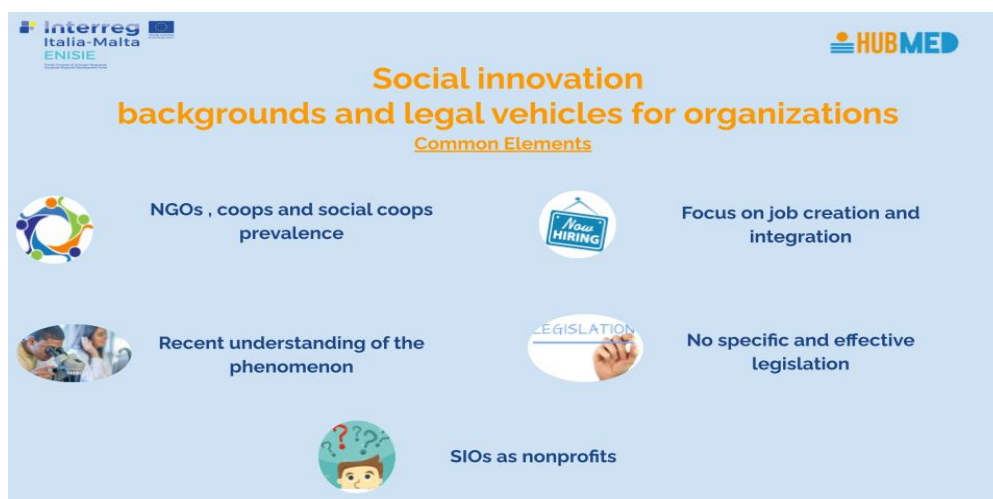 Interreg
Italia-Malta
ENISIE
HUBMED
Social innovation
backgrounds and legal vehicles for organizations
Common Elements
NGOs , coops and social coops
prevalence
Now
HIRING
Focus on job creation and
integration
Recent understanding of the
phenomenon
LEGISLATION
No specific and effective
legislation
? ? ? ?
SIOs as nonprofits